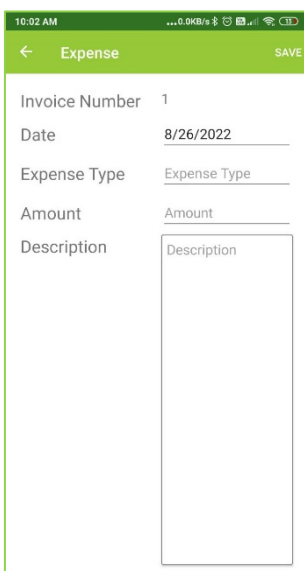 10:02 AM ...0.0KB/s 13
Expense SAVE
Invoice Number 1
Date 8/26/2022
Expense Type Expense Type
Amount Amount
Description Description